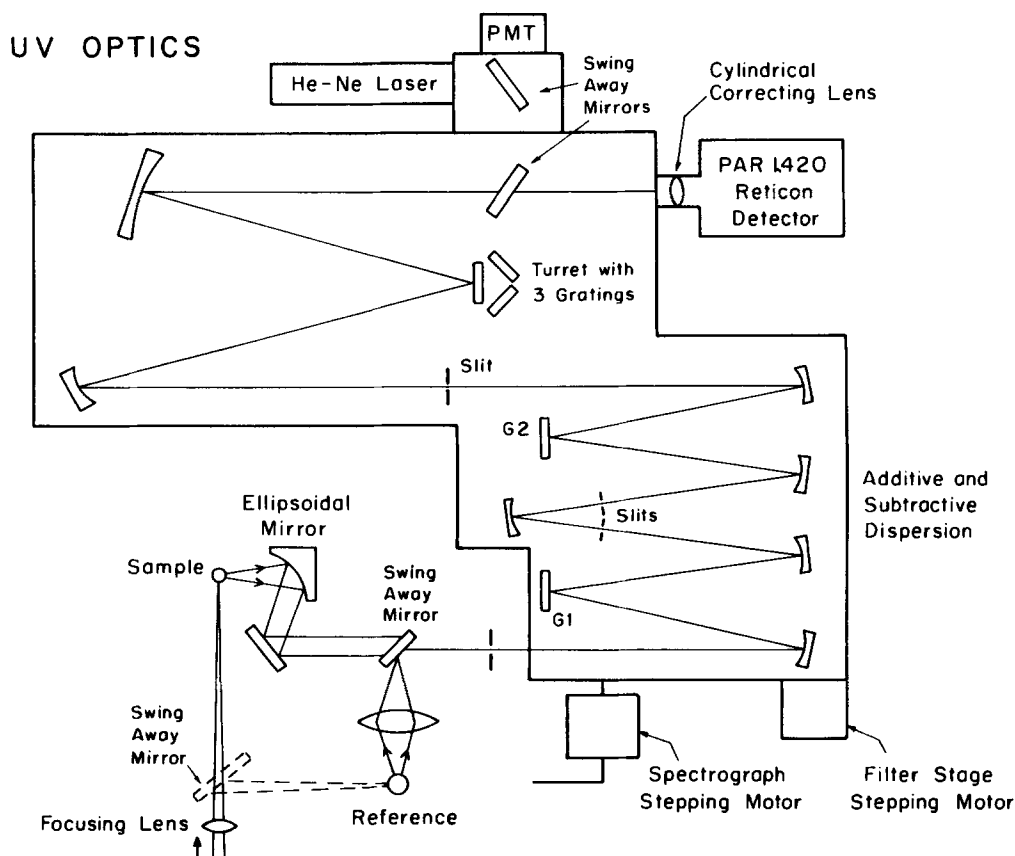 UV OPTICS
PMT
He-Ne Laser
Swing
Away
Mirrors
Cylindrical
Correcting Lens
PAR 1.420
Reticon
Detector
Turret with
3 Gratings
Slit
G2
Slits
Additive and
Subtractive
Dispersion
Ellipsoidal
Mirror
Sample
Swing
Away
Mirror
G1
Swing
Away
Mirror
Focusing Lens
Reference
Spectrograph
Stepping Motor
Filter Stage
Stepping Motor